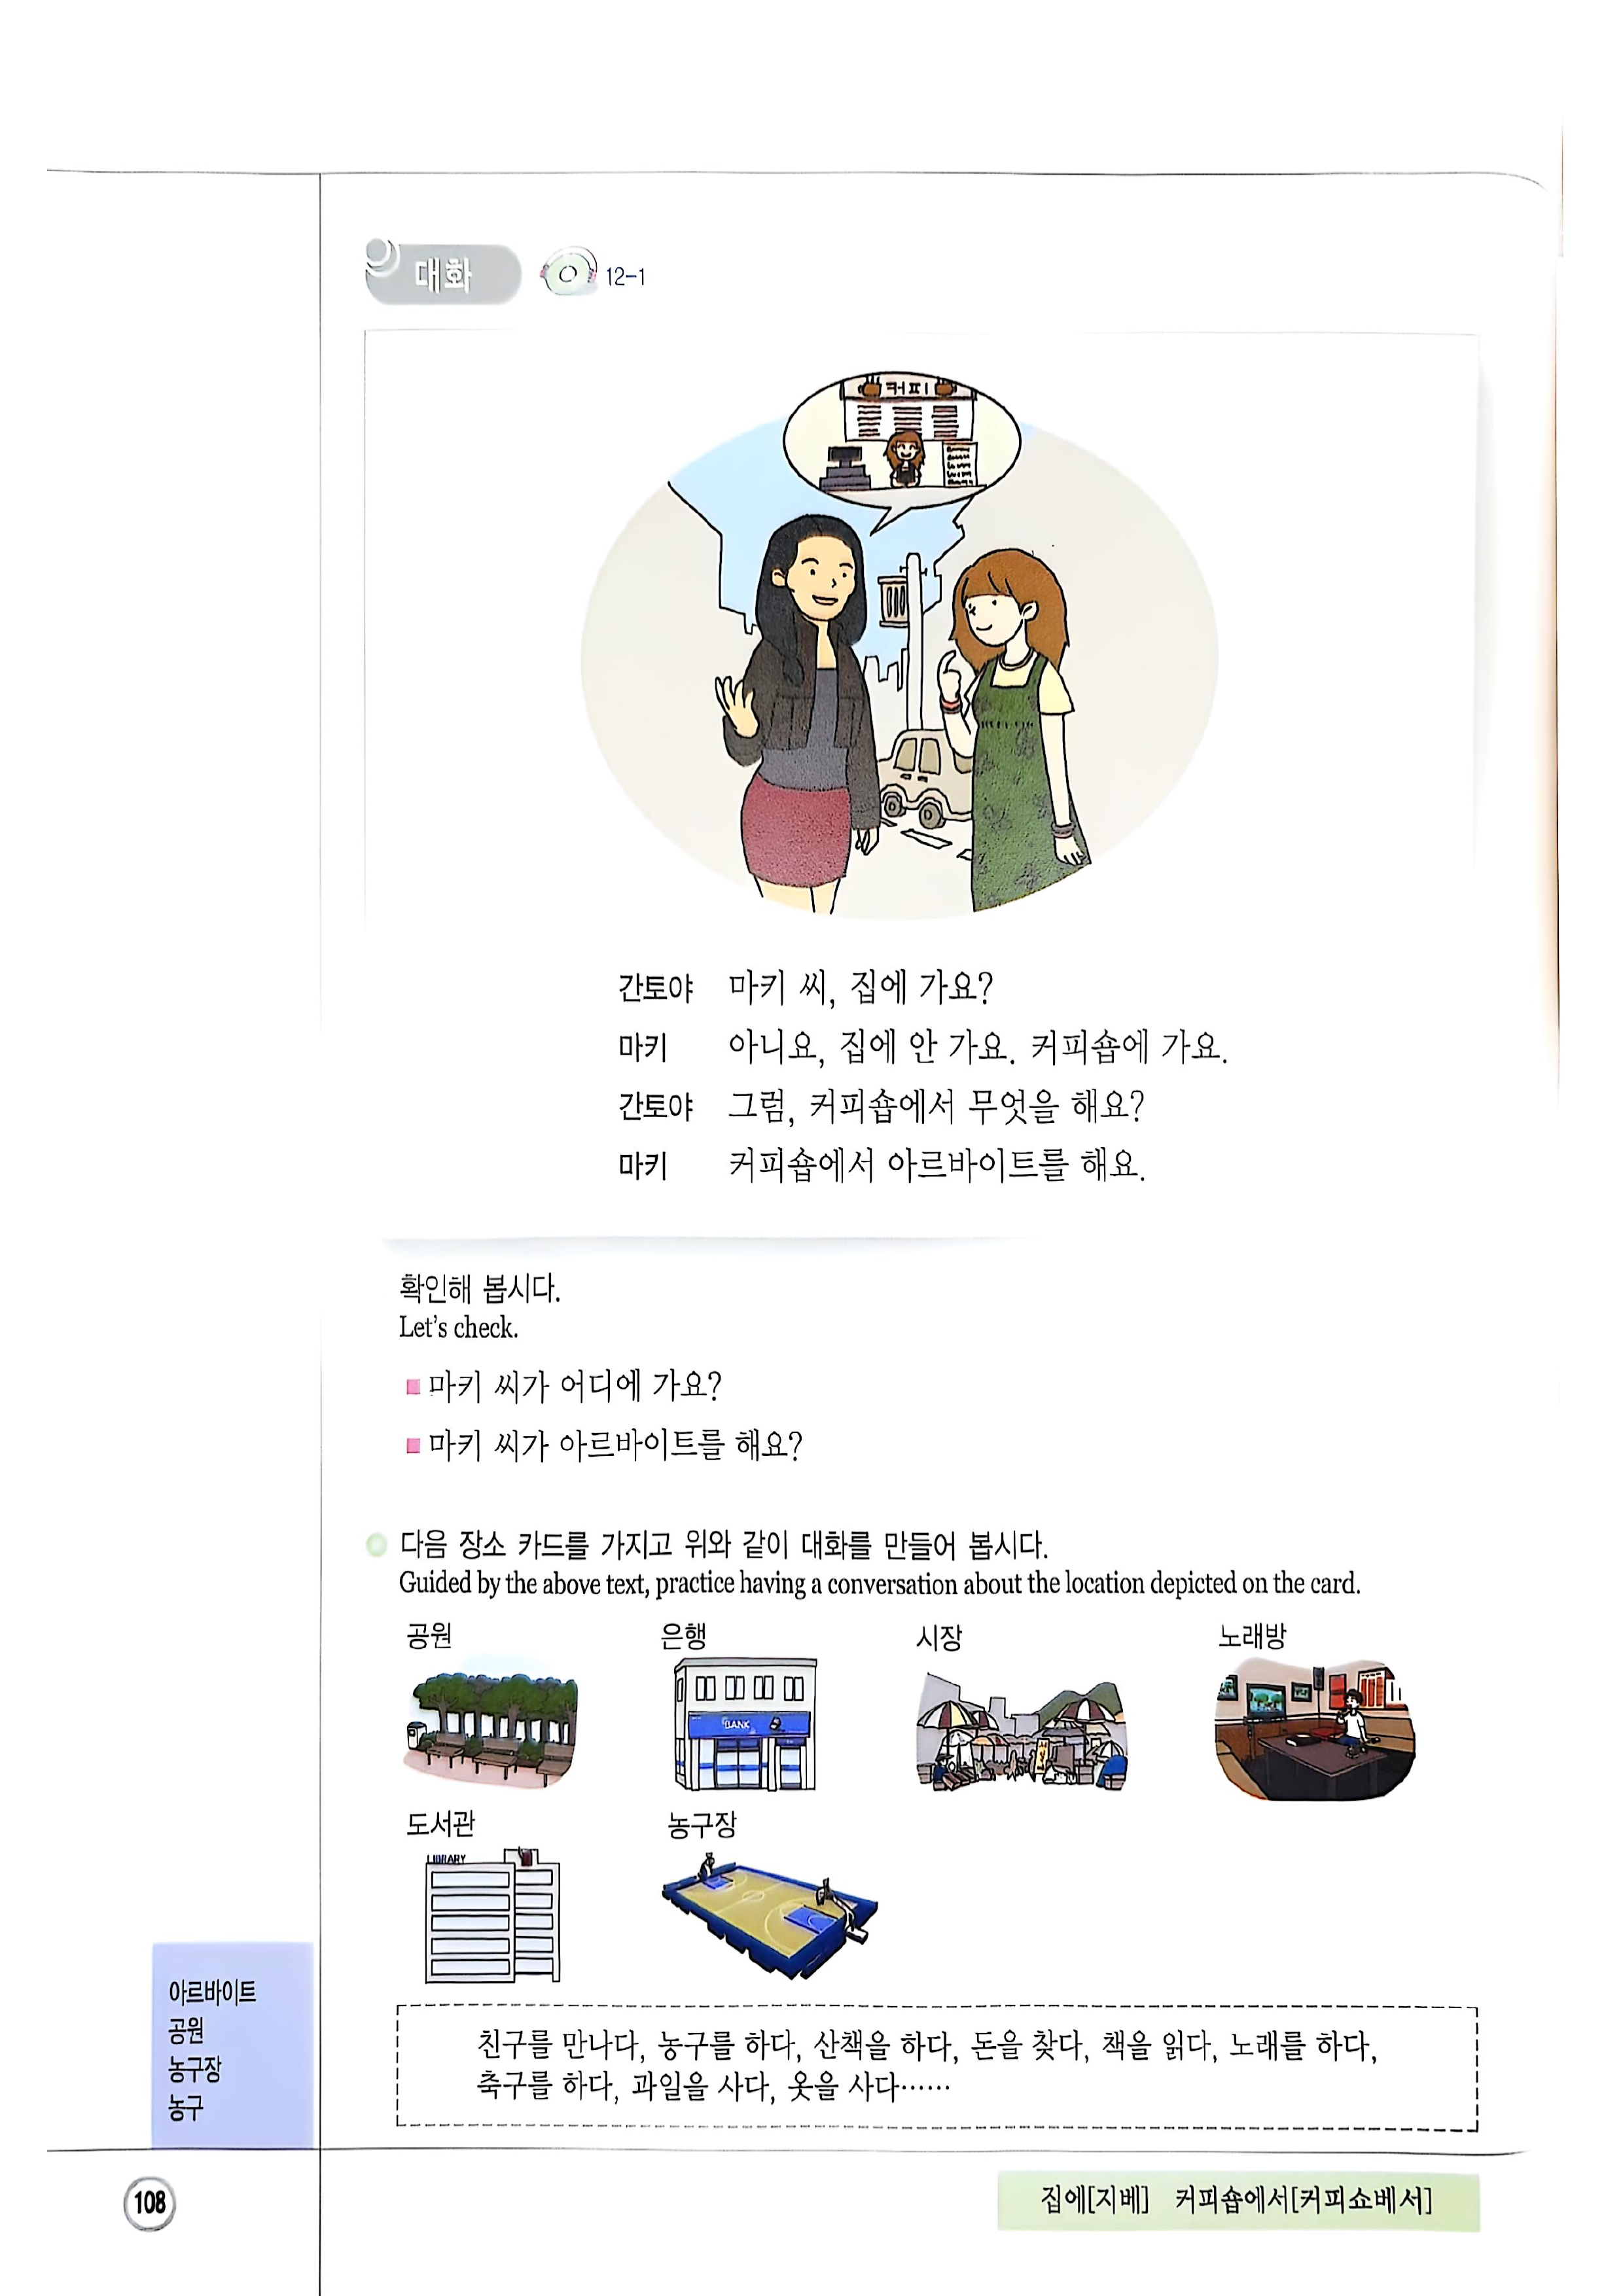 대화
12-1
커피
간토야 마키 씨, 집에 가요?
마키 아니요, 집에 안 가요. 커피숍에 가요.
간토야 그럼, 커피숍에서 무엇을 해요?
마키 커피숍에서 아르바이트를 해요.
확인해 봅시다.
Let's check.
마키 씨가 어디에 가요?
마키 씨가 아르바이트를 해요?
다음 장소 카드를 가지고 위와 같이 대화를 만들어 봅시다.
Guided by the above text, practice having a conversation about the location depicted on the card.
공원 은행 시장 노래방
BANK
도서관 농구장
LIBRARY
친구를 만나다, 농구를 하다, 산책을 하다, 돈을 찾다, 책을 읽다, 노래를 하다,
축구를 하다, 과일을 사다, 옷을 사다······
아르바이트
공원
농구장
농구
108
집에[지베] 커피숍에서[커피쇼베서]